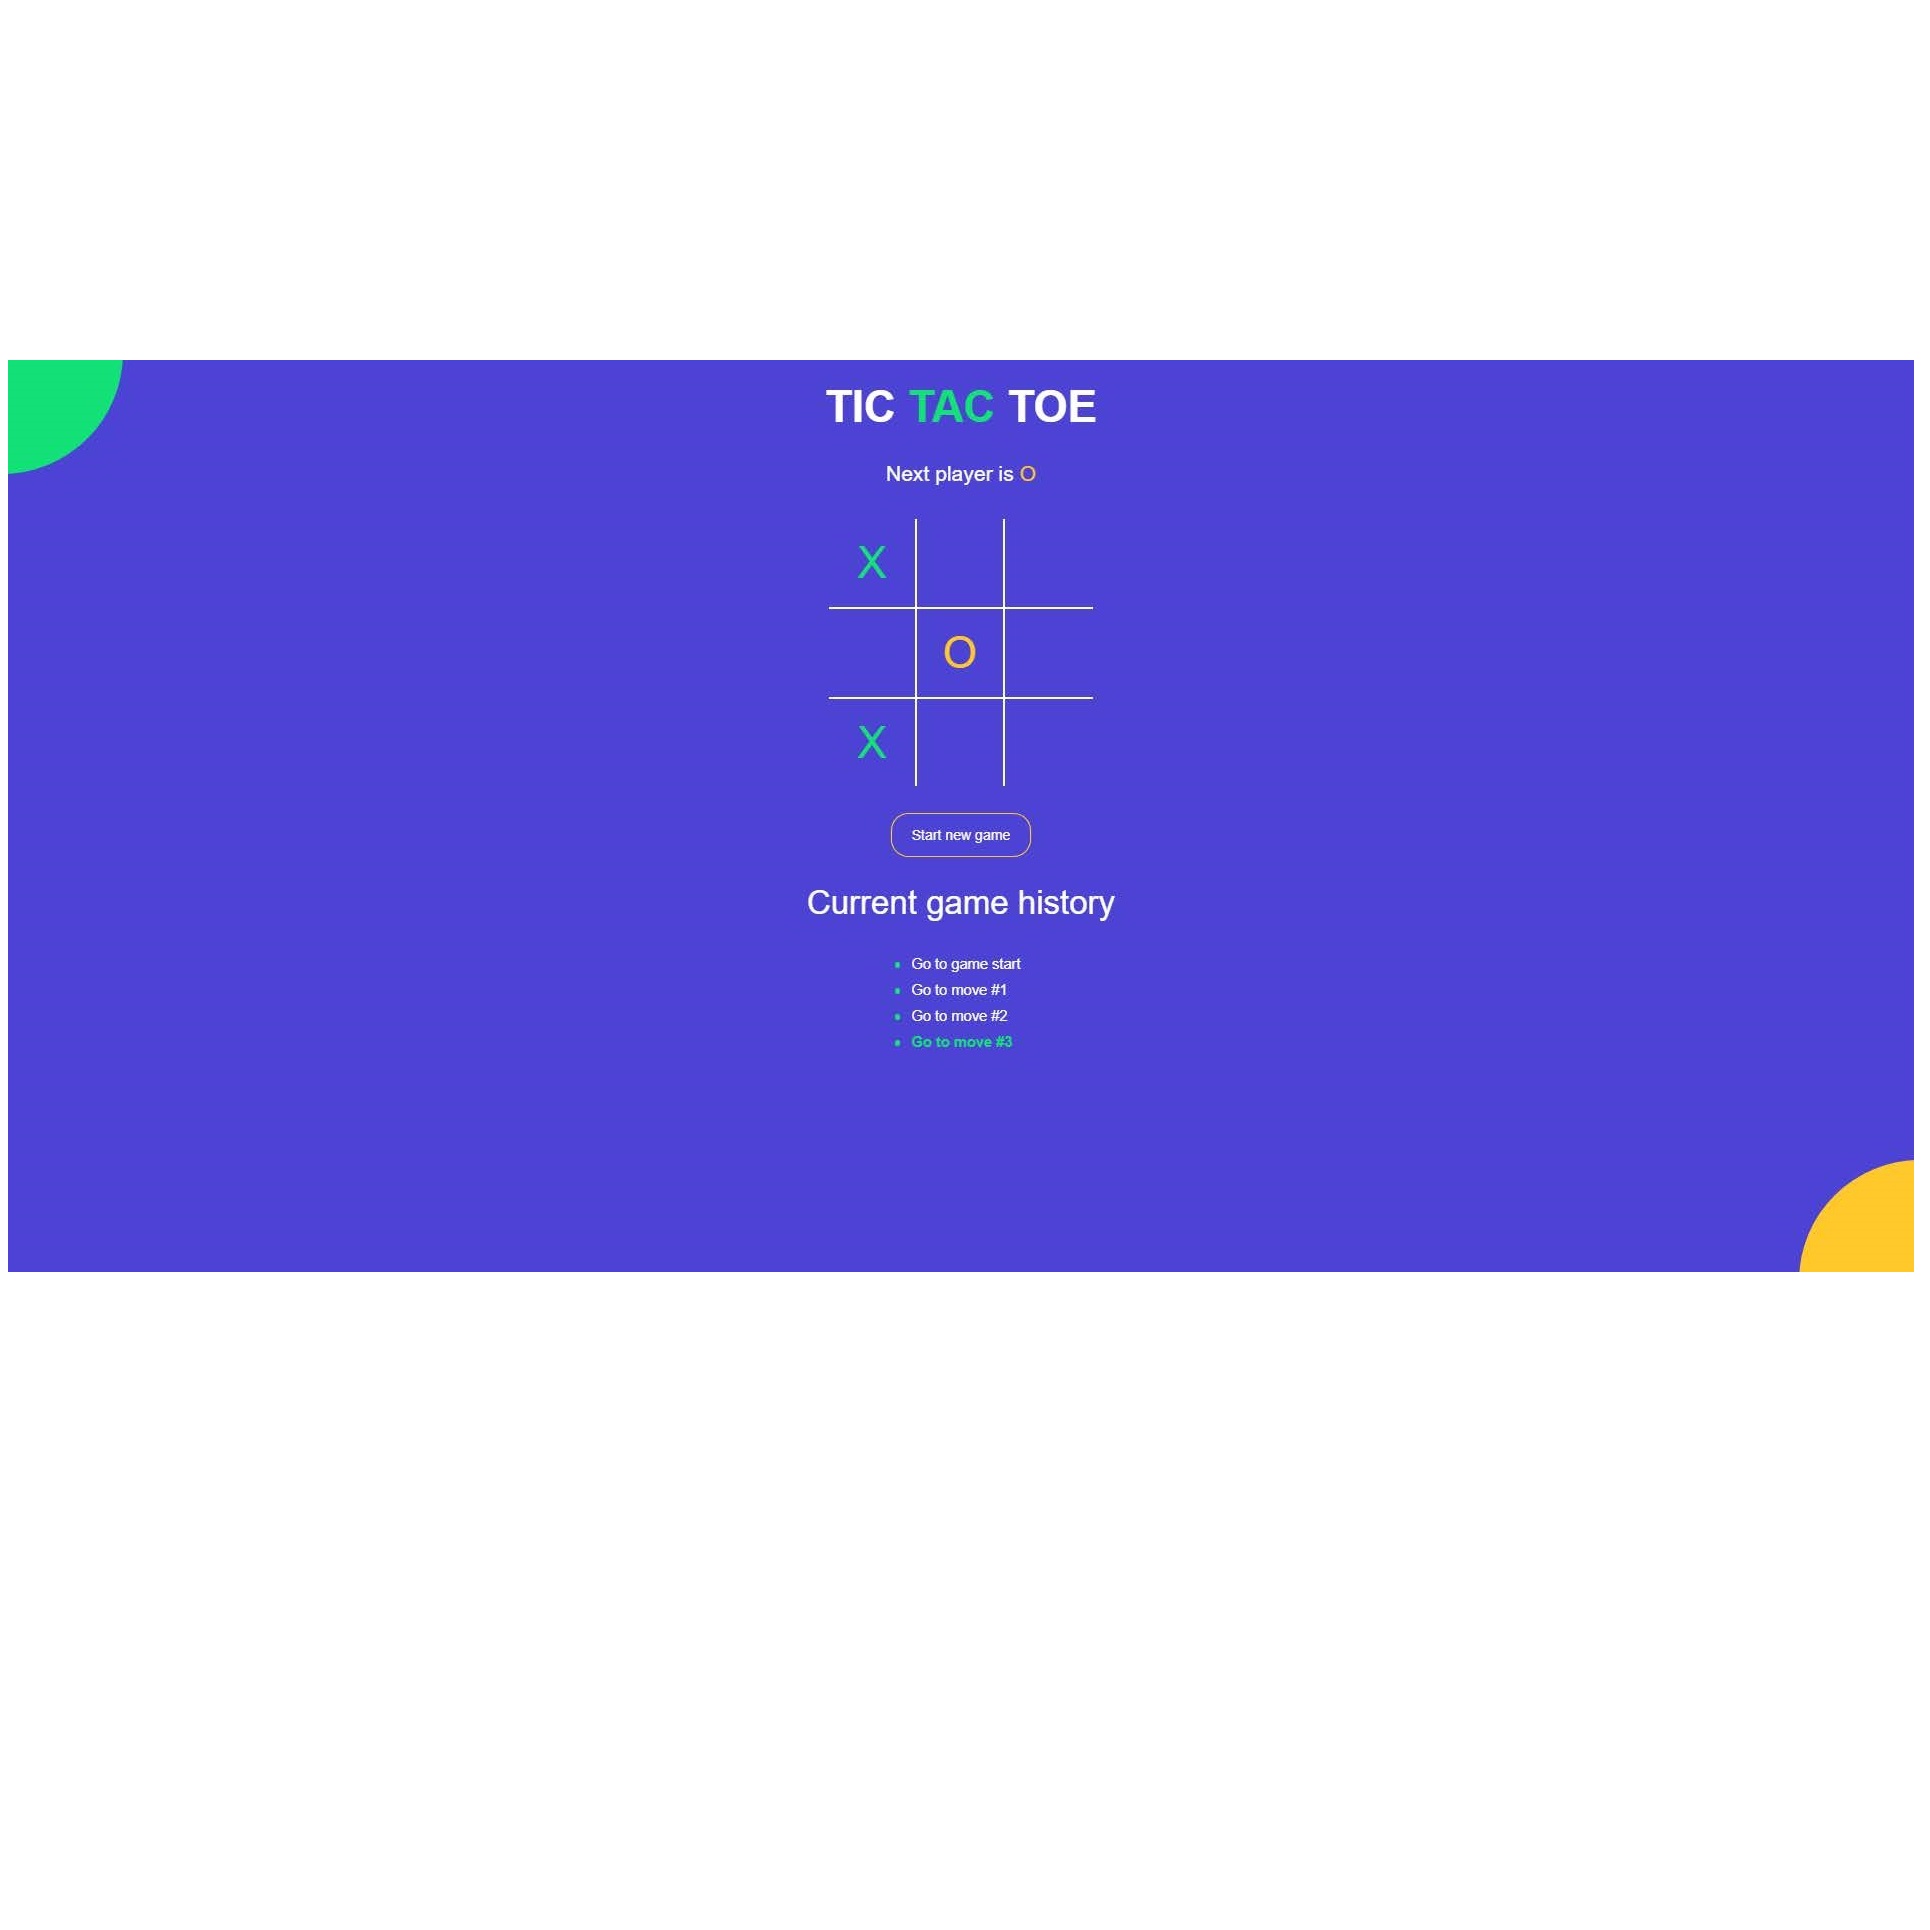 TIC TAC TOE
Next player is O
X
O
X
Start new game
Current game history
Go to game start
Go to move #1
Go to move #2
Go to move #3